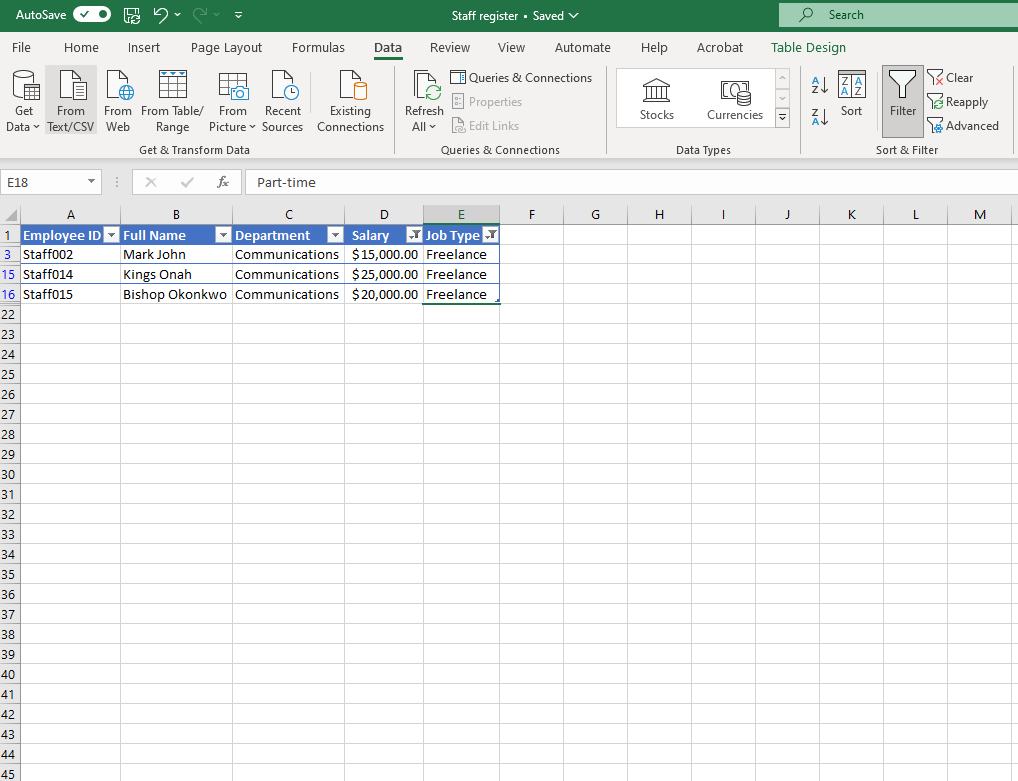 AutoSave Staff register • Saved Search
File Home Insert Page Layout Formulas Data Review View Automate Help Acrobat Table Design
Get Data
From Text/CSV
From Web
From Table/ Range
From Picture
Recent Sources
Existing Connections
Get & Transform Data
Refresh All
Queries & Connections
Properties
Edit Links
Queries & Connections
Stocks
Currencies
Data Types
A Z
Z A
Z A A Z
Sort
Filter
Clear
Reapply
Advanced
Sort & Filter
E18 fx Part-time
A B C D E F G H I J K L M
1 Employee ID Full Name Department Salary Job Type
3 Staff002 Mark John Communications $15,000.00 Freelance
15 Staff014 Kings Onah Communications $25,000.00 Freelance
16 Staff015 Bishop Okonkwo Communications $20,000.00 Freelance
22
23
24
25
26
27
28
29
30
31
32
33
34
35
36
37
38
39
40
41
42
43
44
45